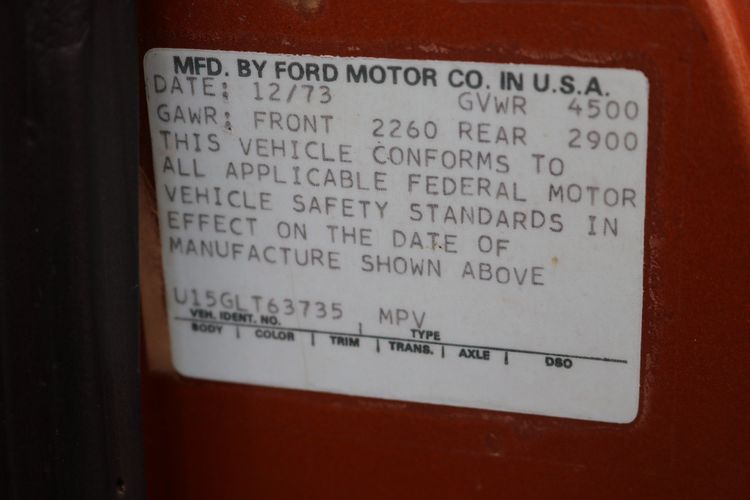 MFD. BY FORD MOTOR CO. IN U.S.A.
DATE: 12/73 GVWR 4500
GAWR: FRONT 2260 REAR 2900
THIS VEHICLE CONFORMS TO
ALL APPLICABLE FEDERAL MOTOR
VEHICLE SAFETY STANDARDS IN
EFFECT ON THE DATE OF
MANUFACTURE SHOWN ABOVE
U15GLT63735 MPV
VEH. IDENT. NO. TYPE
BODY COLOR TRIM TRANS. AXLE DSO